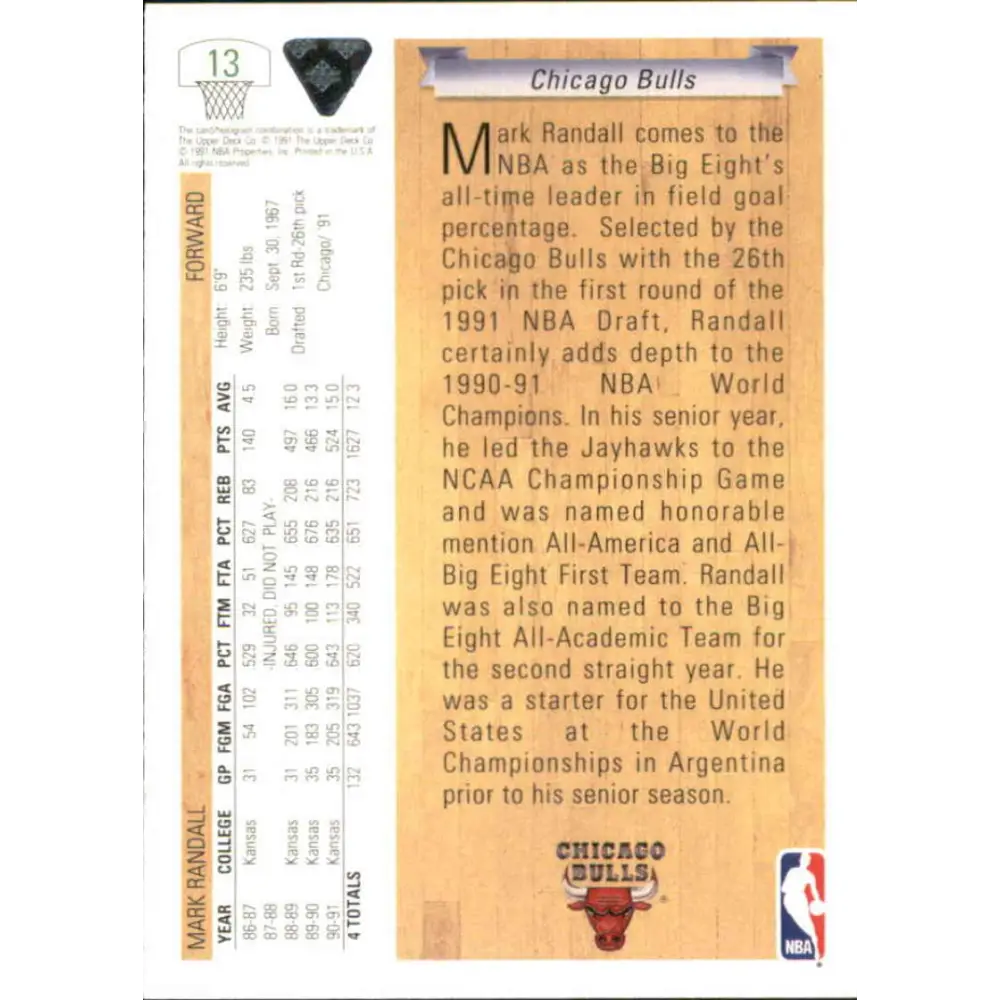 13
The card/hologram combination is a trademark of
The Upper Deck Co. © 1991 The Upper Deck Co.
© 1991 NBA Properties, Inc. Printed in the U.S.A.
All rights reserved.
MARK RANDALL FORWARD
Height: 6'9"
Weight: 235 lbs
Born Sept. 30, 1967
Drafted 1st Rd-26th pick
Chicago/ '91
YEAR COLLEGE GP FGM FGA PCT FTM FTA PCT REB PTS AVG
86-87 Kansas 31 54 102 .529 32 51 .627 83 140 4.5
87-88 -INJURED, DID NOT PLAY-
88-89 Kansas 31 201 311 .646 95 145 .655 208 497 16.0
89-90 Kansas 35 183 305 .600 100 148 .676 216 466 13.3
90-91 Kansas 35 205 319 .643 113 178 .635 216 524 15.0
4 TOTALS 132 643 1037 .620 340 522 .651 723 1627 12.3
Chicago Bulls
Mark Randall comes to the
NBA as the Big Eight's
all-time leader in field goal
percentage. Selected by the
Chicago Bulls with the 26th
pick in the first round of the
1991 NBA Draft, Randall
certainly adds depth to the
1990-91 NBA World
Champions. In his senior year,
he led the Jayhawks to the
NCAA Championship Game
and was named honorable
mention All-America and All-
Big Eight First Team. Randall
was also named to the Big
Eight All-Academic Team for
the second straight year. He
was a starter for the United
States at the World
Championships in Argentina
prior to his senior season.
CHICAGO
BULLS
®
NBA